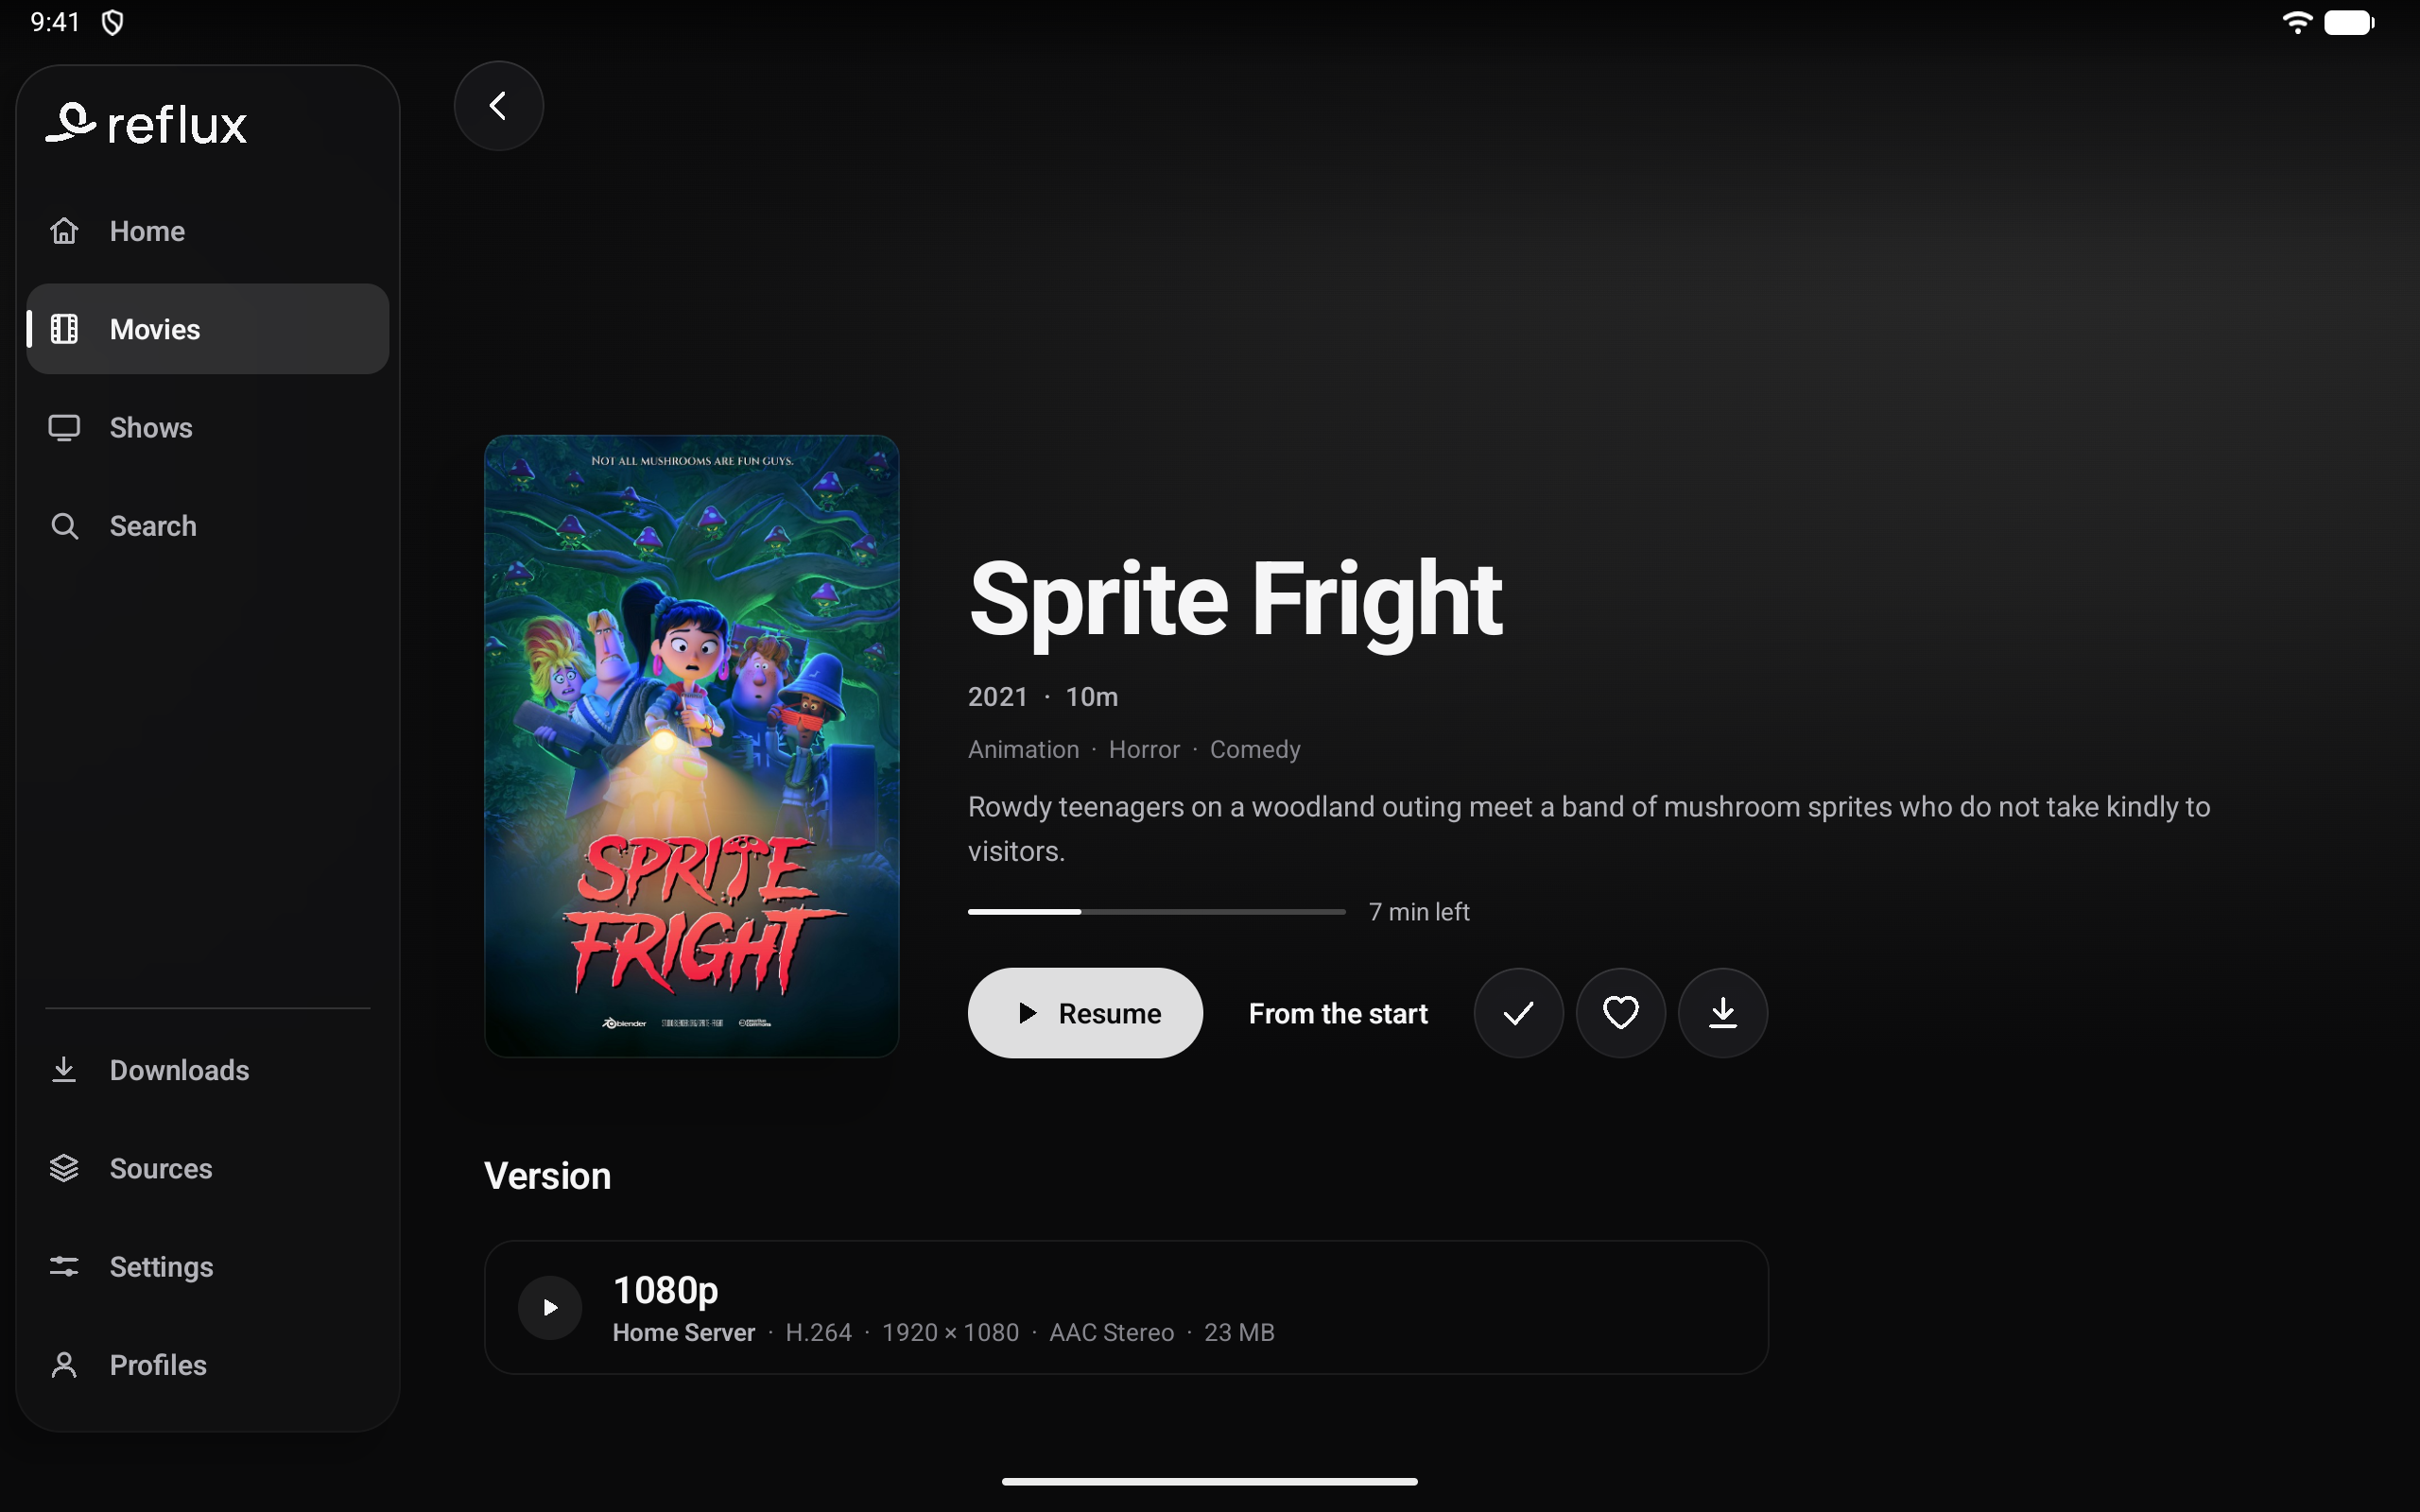 9:41
reflux
Home
Movies
Shows
Search
Downloads
Sources
Settings
Profiles
NOT ALL MUSHROOMS ARE FUN GUYS.
SPRITE
FRIGHT
blender
creative commons
Sprite Fright
2021 · 10m
Animation · Horror · Comedy
Rowdy teenagers on a woodland outing meet a band of mushroom sprites who do not take kindly to
visitors.
7 min left
Resume
From the start
Version
1080p
Home Server · H.264 · 1920 × 1080 · AAC Stereo · 23 MB